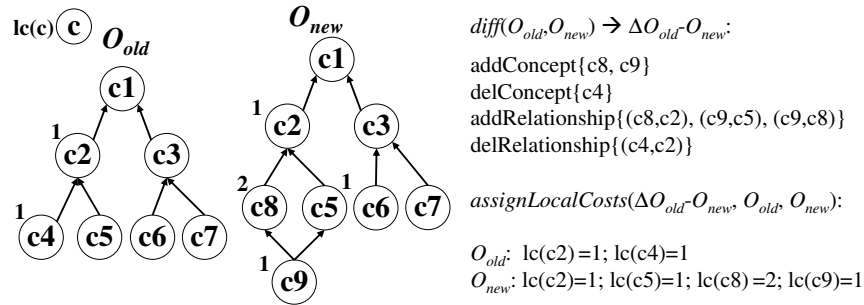 lc(c) c
O_old
c1
1
c2 c3
1
c4 c5 c6 c7
O_new
c1
1
c2 c3
2 1 1
c8 c5 c6 c7
1
c9
diff(O_old,O_new) → ΔO_old-O_new:
addConcept{c8, c9}
delConcept{c4}
addRelationship{(c8,c2), (c9,c5), (c9,c8)}
delRelationship{(c4,c2)}
assignLocalCosts(ΔO_old-O_new, O_old, O_new):
O_old: lc(c2) =1; lc(c4)=1
O_new: lc(c2)=1; lc(c5)=1; lc(c8) =2; lc(c9)=1